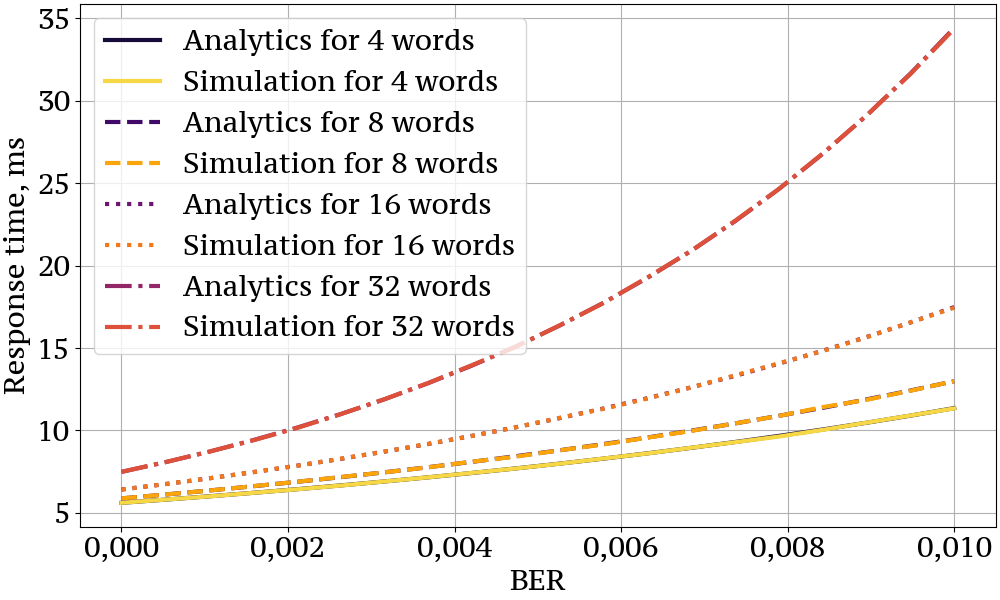 35
30
25
20
15
10
5
Response time, ms
Analytics for 4 words
Simulation for 4 words
Analytics for 8 words
Simulation for 8 words
Analytics for 16 words
Simulation for 16 words
Analytics for 32 words
Simulation for 32 words
0,000 0,002 0,004 0,006 0,008 0,010
BER